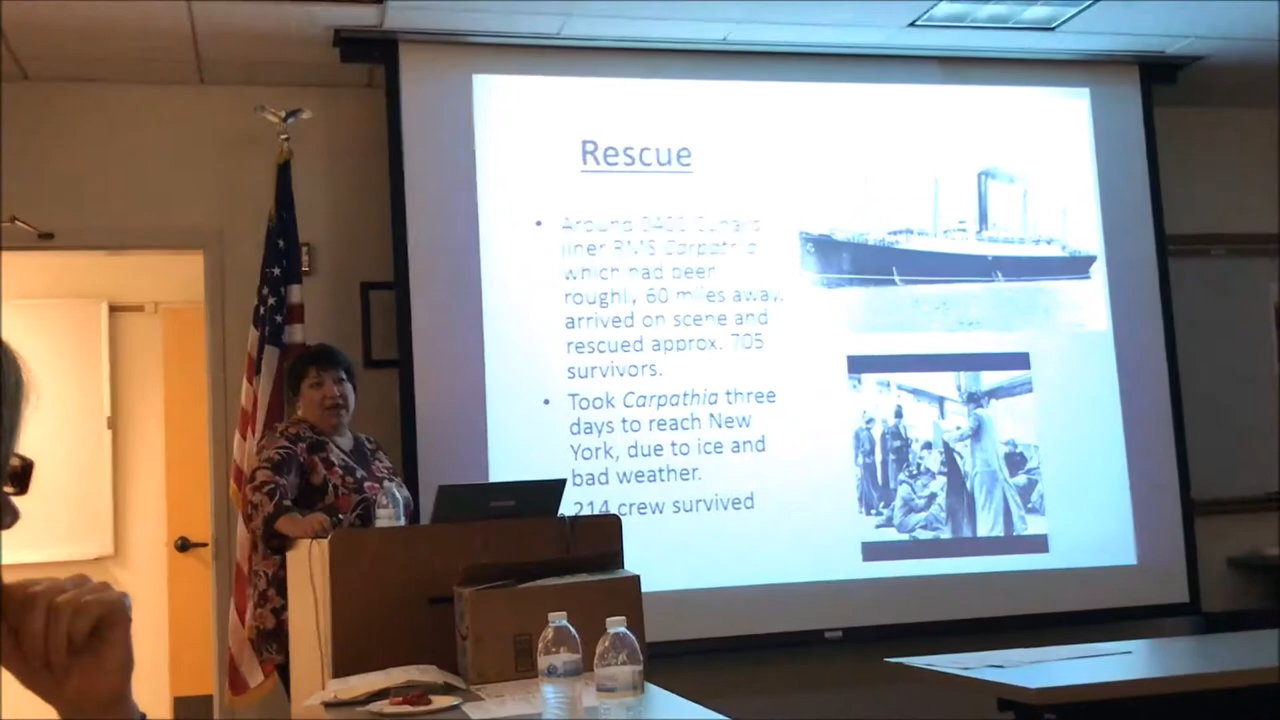 Rescue
• Around 0400 Cunard
liner RMS Carpathia
which had been
roughly 60 miles away,
arrived on scene and
rescued approx. 705
survivors.
• Took Carpathia three
days to reach New
York, due to ice and
bad weather.
214 crew survived